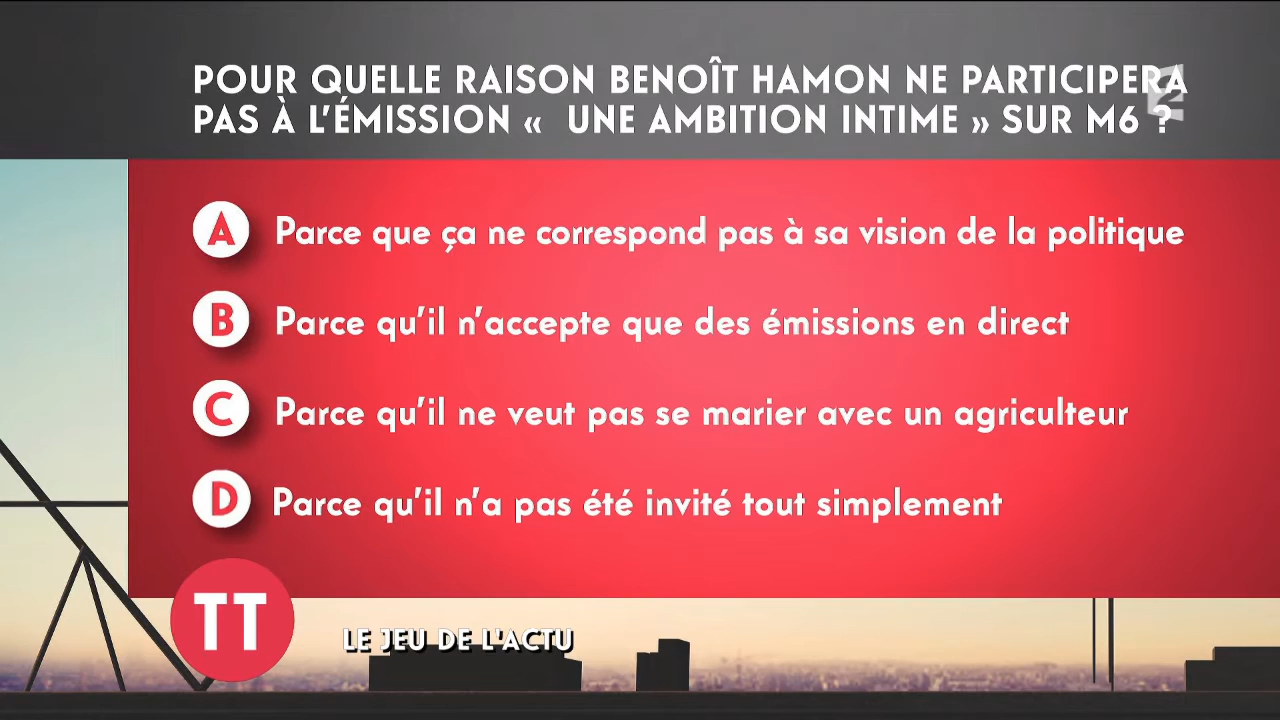 POUR QUELLE RAISON BENOÎT HAMON NE PARTICIPERA
PAS À L'ÉMISSION «  UNE AMBITION INTIME » SUR M6 ?
A Parce que ça ne correspond pas à sa vision de la politique
B Parce qu'il n'accepte que des émissions en direct
C Parce qu'il ne veut pas se marier avec un agriculteur
D Parce qu'il n'a pas été invité tout simplement
TT
LE JEU DE L'ACTU
2